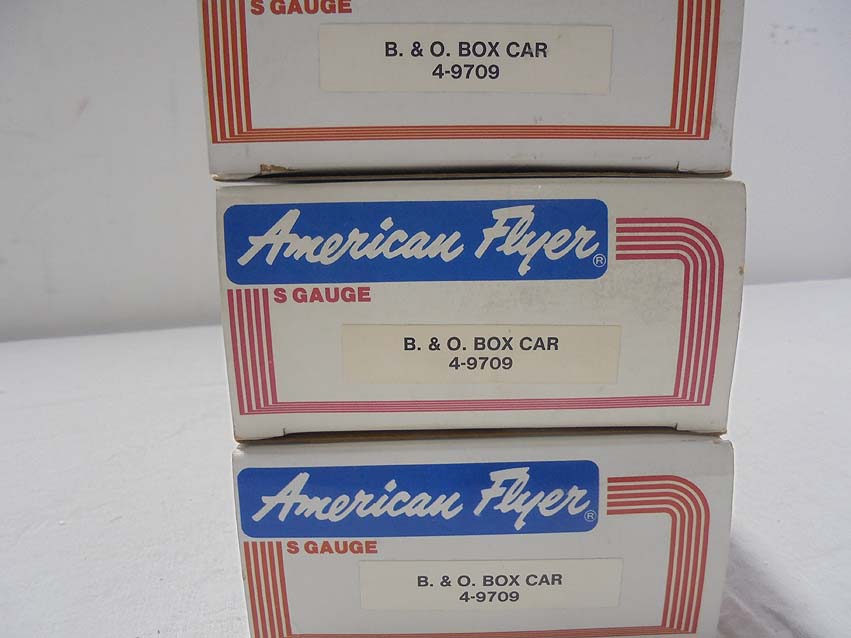 S GAUGE
B. & O. BOX CAR
4-9709
American Flyer®
S GAUGE
B. & O. BOX CAR
4-9709
American Flyer®
S GAUGE
B. & O. BOX CAR
4-9709